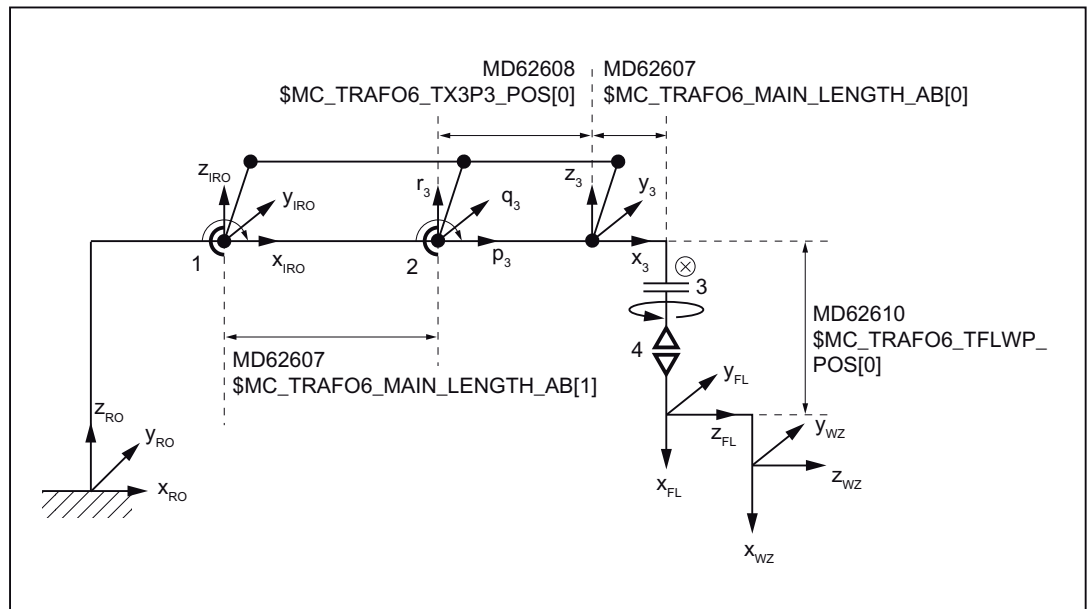 MD62608
$MC_TRAFO6_TX3P3_POS[0]
MD62607
$MC_TRAFO6_MAIN_LENGTH_AB[0]
z_IRO
y_IRO
x_IRO
1
r_3
q_3
p_3
2
z_3
y_3
x_3
3
4
MD62607
$MC_TRAFO6_MAIN_LENGTH_AB[1]
MD62610
$MC_TRAFO6_TFLWP_
POS[0]
z_RO
y_RO
x_RO
y_FL
z_FL
x_FL
y_WZ
z_WZ
x_WZ